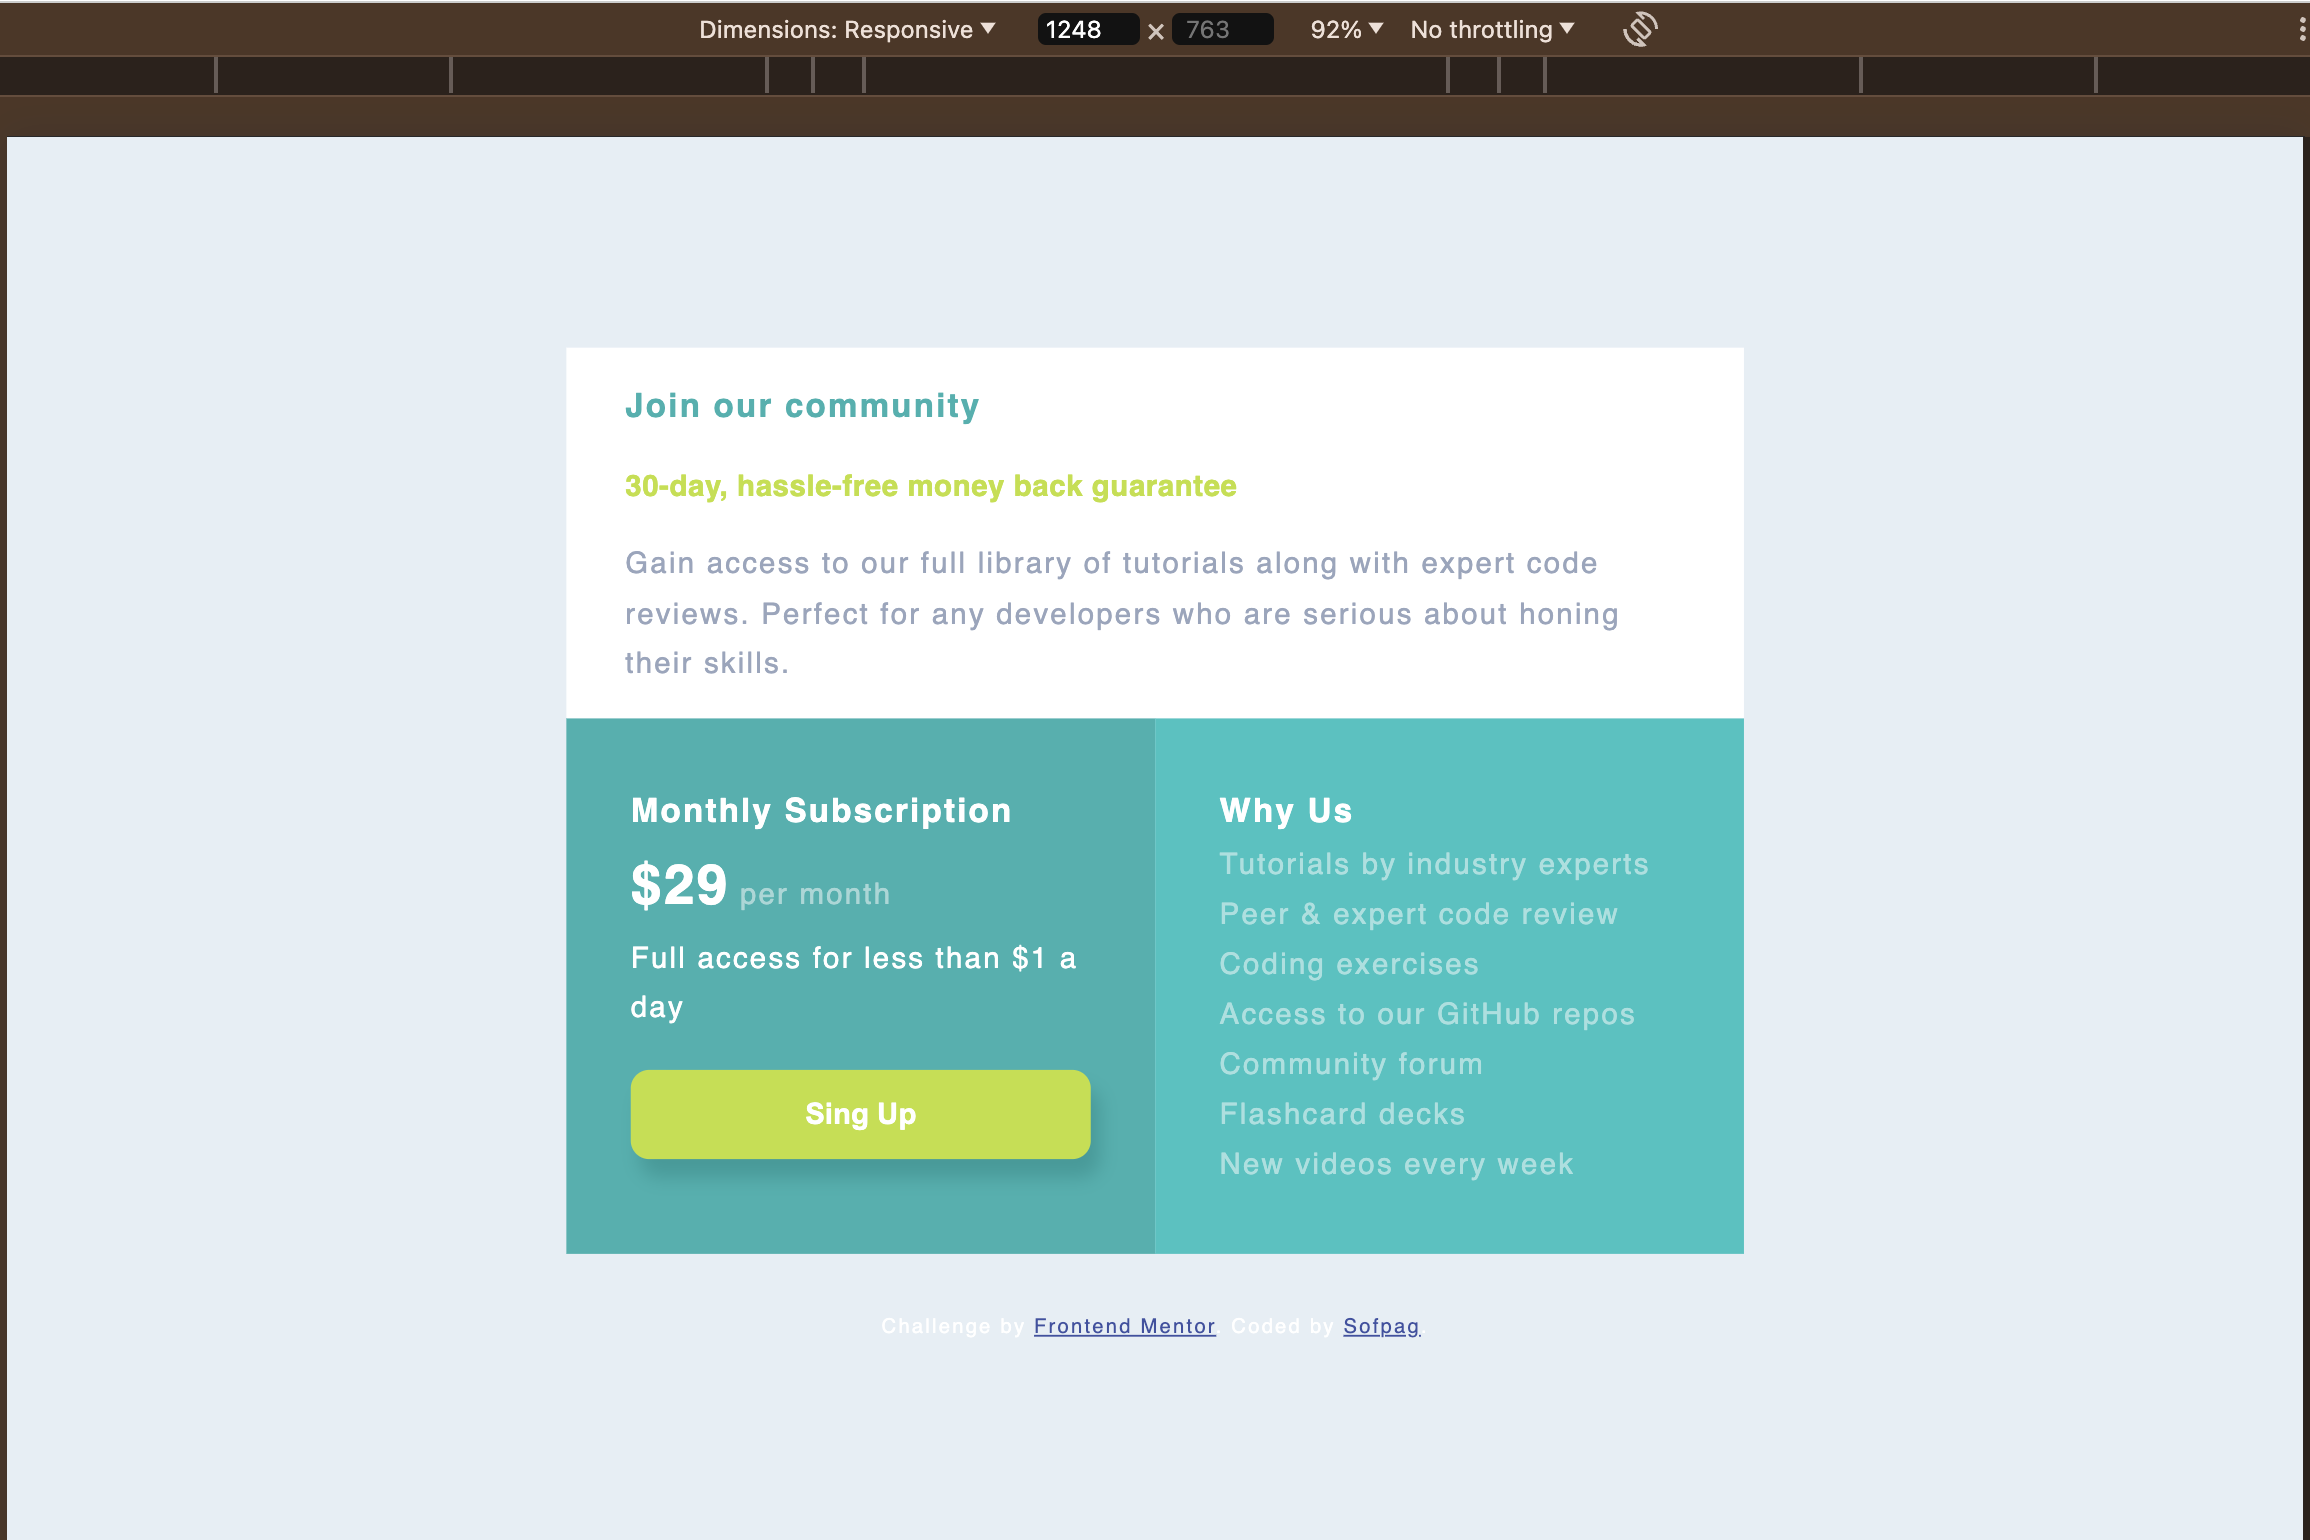 Dimensions: Responsive ▼ 1248 × 763 92% ▼ No throttling ▼
Join our community
30-day, hassle-free money back guarantee
Gain access to our full library of tutorials along with expert code
reviews. Perfect for any developers who are serious about honing
their skills.
Monthly Subscription
$29 per month
Full access for less than $1 a
day
Sing Up
Why Us
Tutorials by industry experts
Peer & expert code review
Coding exercises
Access to our GitHub repos
Community forum
Flashcard decks
New videos every week
Challenge by Frontend Mentor. Coded by Sofpag.